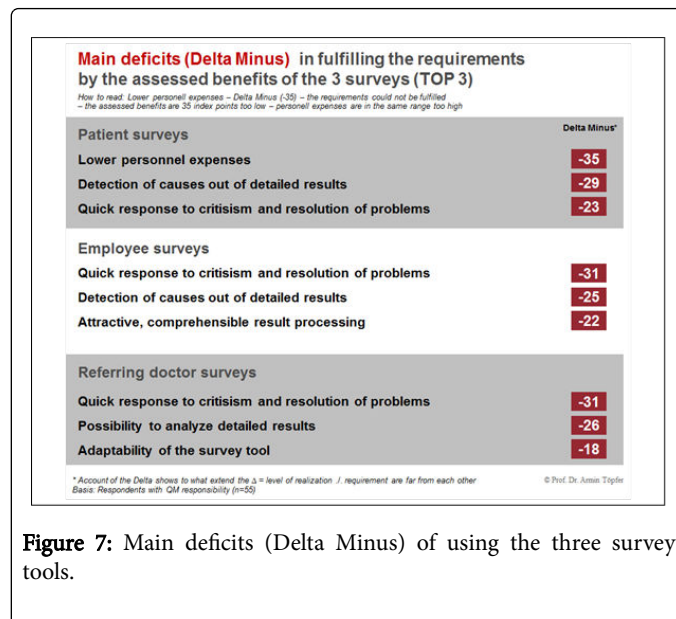 Main deficits (Delta Minus) in fulfilling the requirements
by the assessed benefits of the 3 surveys (TOP 3)
How to read: Lower personell expenses – Delta Minus (-35) – the requirements could not be fulfilled
– the assessed benefits are 35 index points too low – personell expenses are in the same range too high
Patient surveys Delta Minus*
Lower personnel expenses -35
Detection of causes out of detailed results -29
Quick response to critisism and resolution of problems -23
Employee surveys
Quick response to critisism and resolution of problems -31
Detection of causes out of detailed results -25
Attractive, comprehensible result processing -22
Referring doctor surveys
Quick response to critisism and resolution of problems -31
Possibility to analyze detailed results -26
Adaptability of the survey tool -18
* Account of the Delta shows to what extend the Δ = level of realization ./. requirement are far from each other
Basis: Respondents with QM responsibility (n=55)
© Prof. Dr. Armin Töpfer
Figure 7: Main deficits (Delta Minus) of using the three survey
tools.